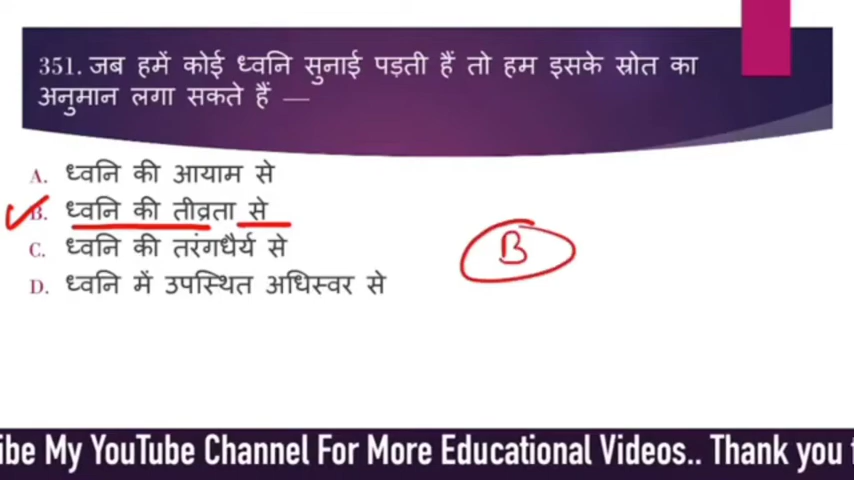 351. जब हमें कोई ध्वनि सुनाई पड़ती हैं तो हम इसके स्रोत का
अनुमान लगा सकते हैं —
A. ध्वनि की आयाम से
B. ध्वनि की तीव्रता से
C. ध्वनि की तरंगधैर्य से
B
D. ध्वनि में उपस्थित अधिस्वर से
ibe My YouTube Channel For More Educational Videos.. Thank you